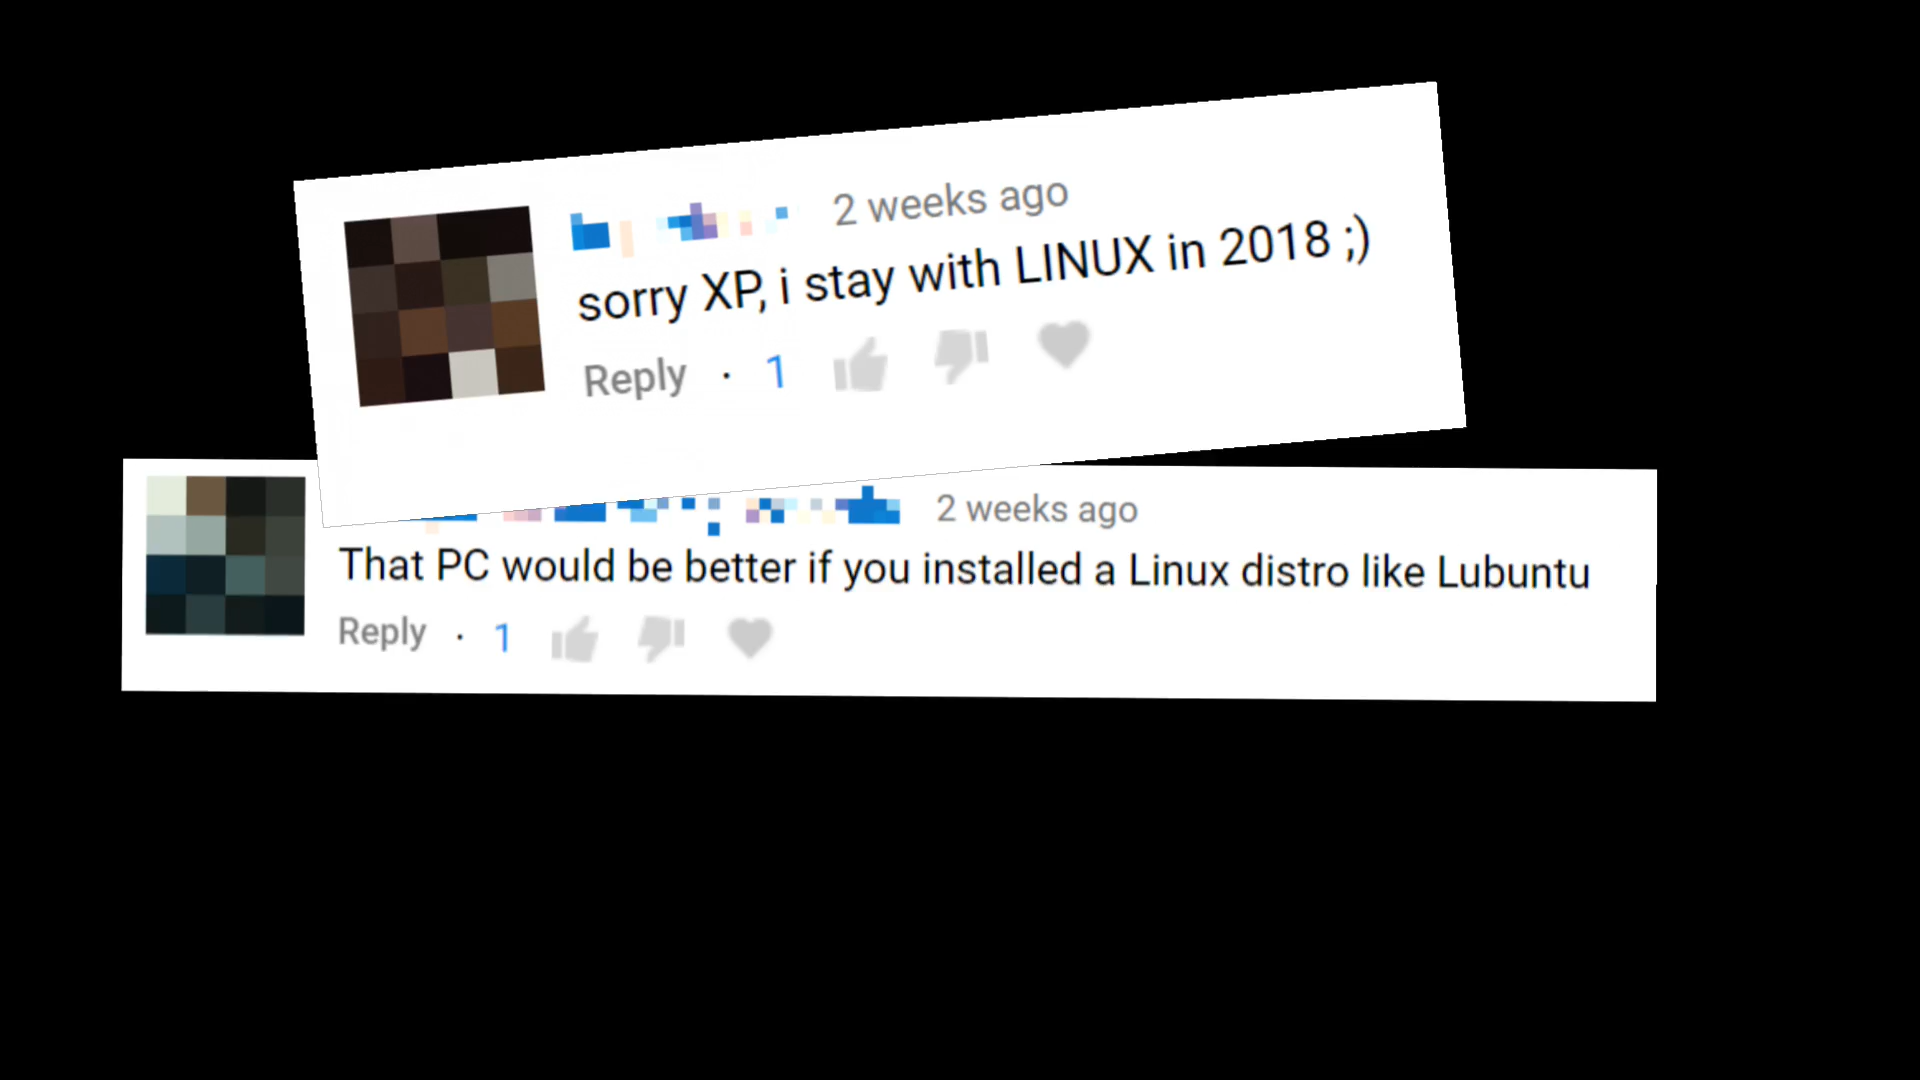 2 weeks ago
sorry XP, i stay with LINUX in 2018 ;)
Reply · 1
2 weeks ago
That PC would be better if you installed a Linux distro like Lubuntu
Reply · 1